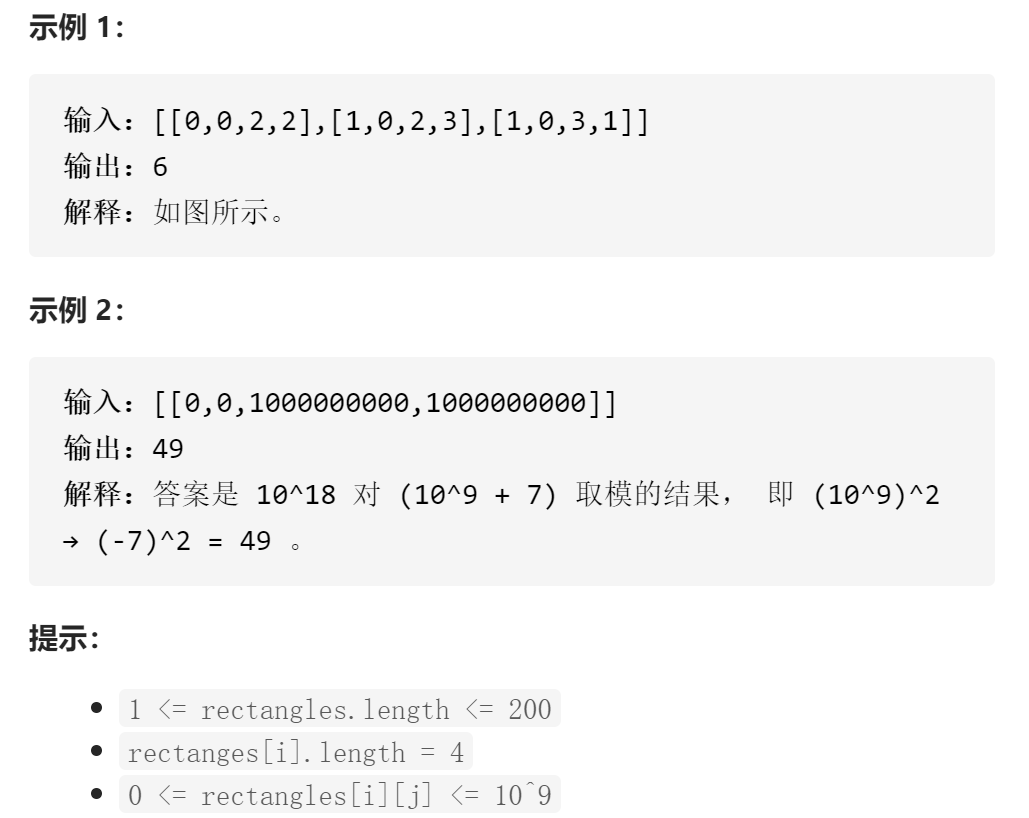 示例 1：
输入：[[0,0,2,2],[1,0,2,3],[1,0,3,1]]
输出：6
解释：如图所示。
示例 2：
输入：[[0,0,1000000000,1000000000]]
输出：49
解释：答案是 10^18 对 (10^9 + 7) 取模的结果， 即 (10^9)^2
→ (-7)^2 = 49 。
提示：
• 1 <= rectangles.length <= 200
• rectanges[i].length = 4
• 0 <= rectangles[i][j] <= 10^9